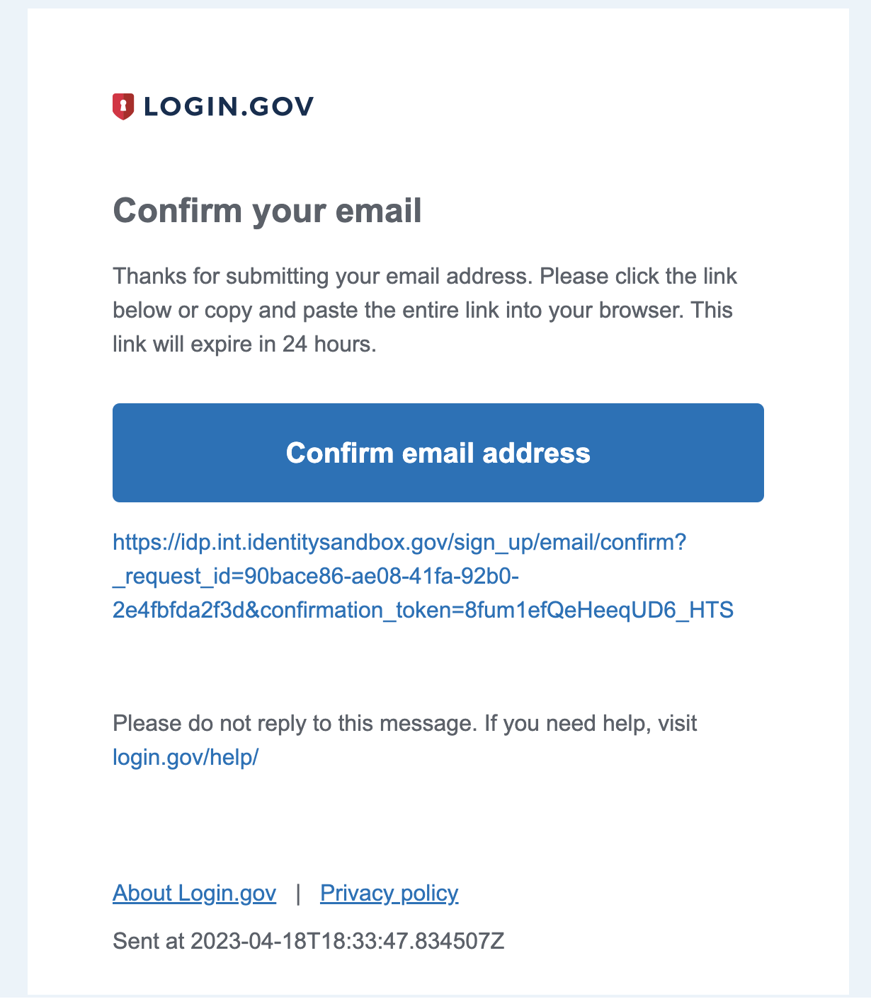 LOGIN.GOV
Confirm your email
Thanks for submitting your email address. Please click the link
below or copy and paste the entire link into your browser. This
link will expire in 24 hours.
Confirm email address
https://idp.int.identitysandbox.gov/sign_up/email/confirm?
_request_id=90bace86-ae08-41fa-92b0-
2e4fbfda2f3d&confirmation_token=8fum1efQeHeeqUD6_HTS
Please do not reply to this message. If you need help, visit
login.gov/help/
About Login.gov | Privacy policy
Sent at 2023-04-18T18:33:47.834507Z